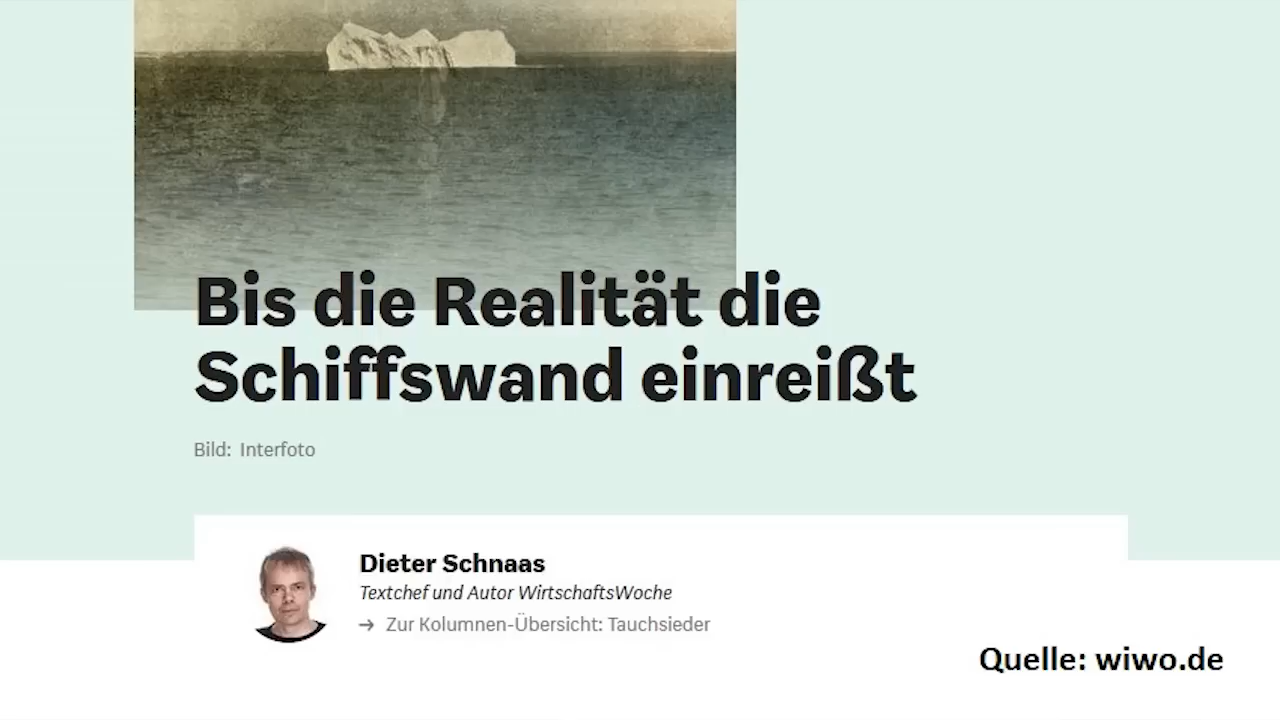 Bis die Realität die
Schiffswand einreißt
Bild: Interfoto
Dieter Schnaas
Textchef und Autor WirtschaftsWoche
→ Zur Kolumnen-Übersicht: Tauchsieder
Quelle: wiwo.de